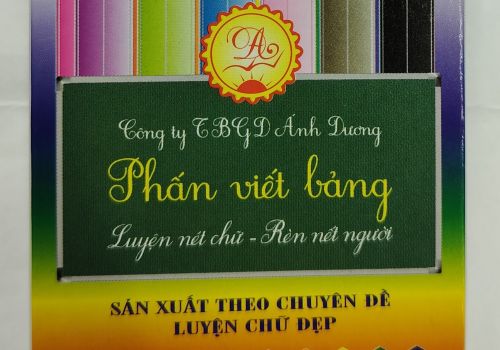 DA
Công ty TBGD Ánh Dương
Phấn viết bảng
Luyện nét chữ - Rèn nết người
SẢN XUẤT THEO CHUYÊN ĐỀ
LUYỆN CHỮ ĐẸP